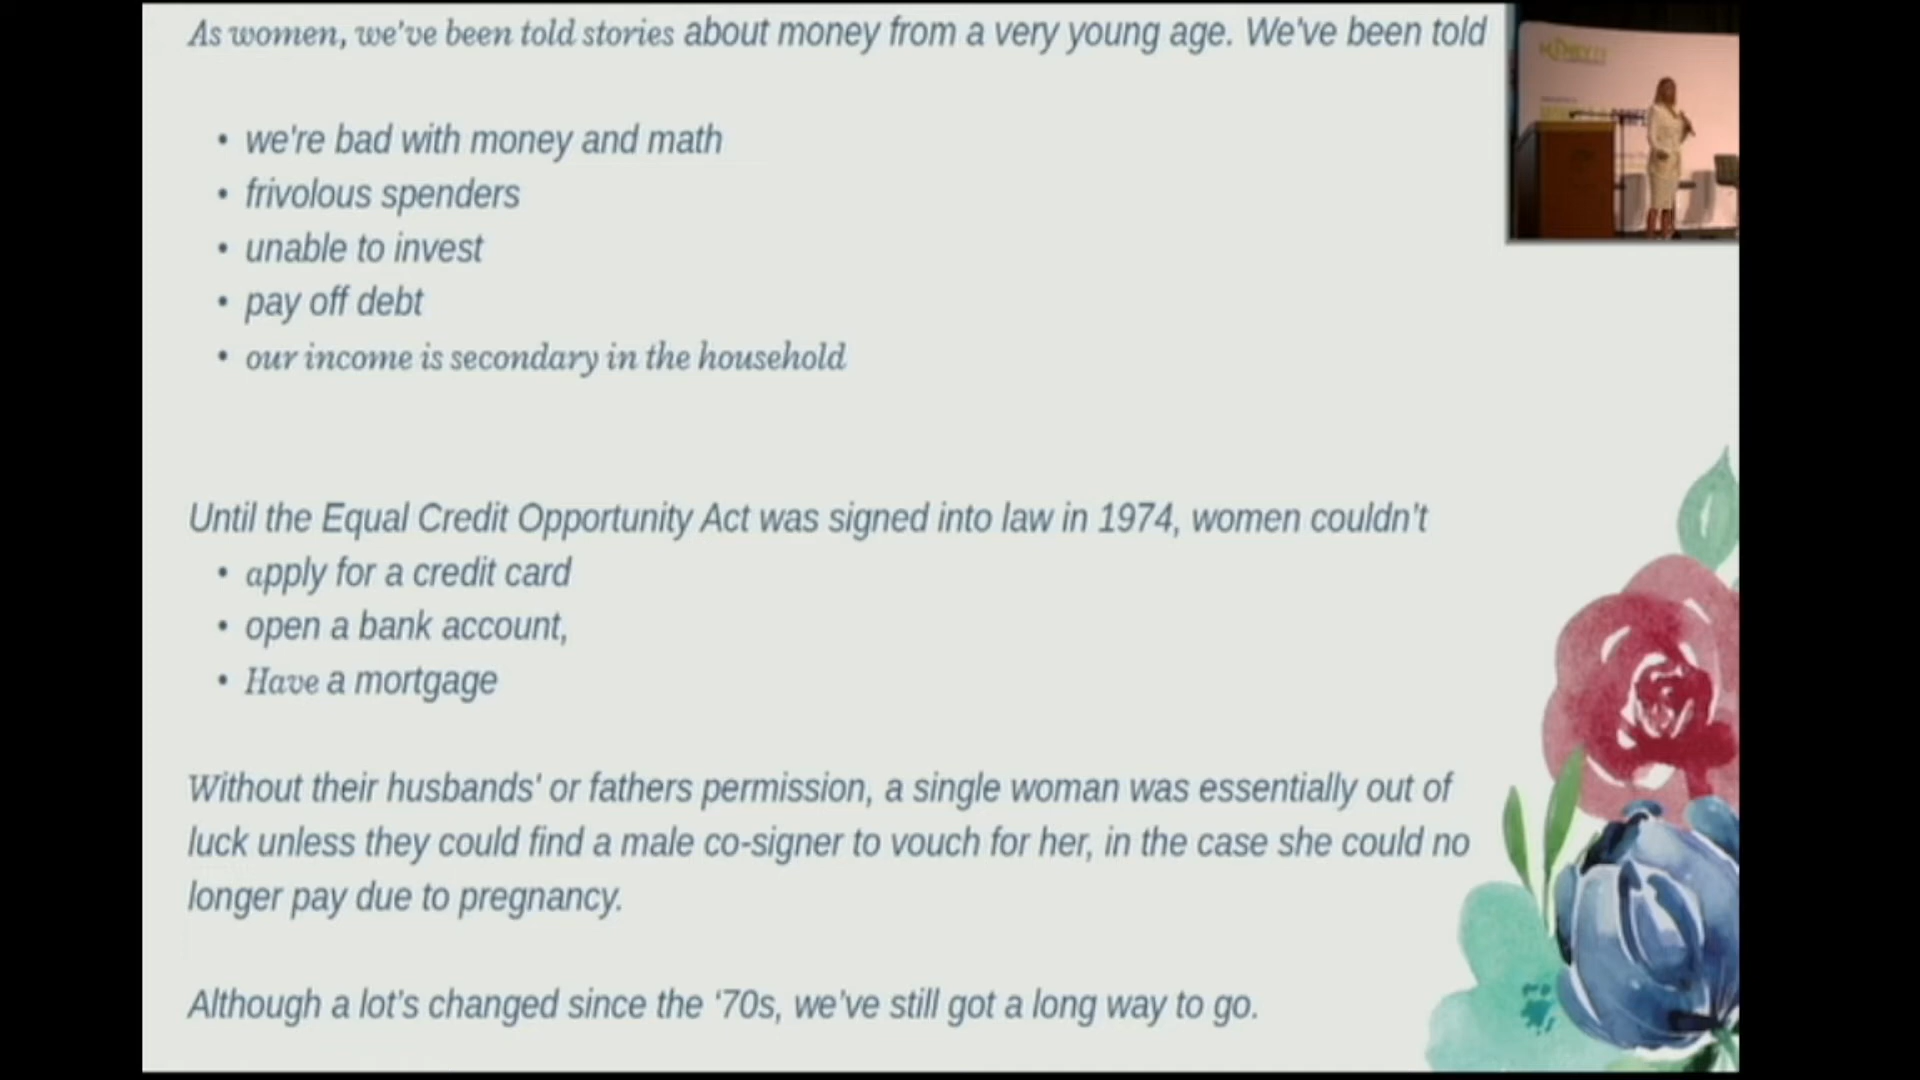 As women, we've been told stories about money from a very young age. We've been told
• we're bad with money and math
• frivolous spenders
• unable to invest
• pay off debt
• our income is secondary in the household
Until the Equal Credit Opportunity Act was signed into law in 1974, women couldn't
• apply for a credit card
• open a bank account,
• Have a mortgage
Without their husbands' or fathers permission, a single woman was essentially out of
luck unless they could find a male co-signer to vouch for her, in the case she could no
longer pay due to pregnancy.
Although a lot's changed since the ‘70s, we've still got a long way to go.